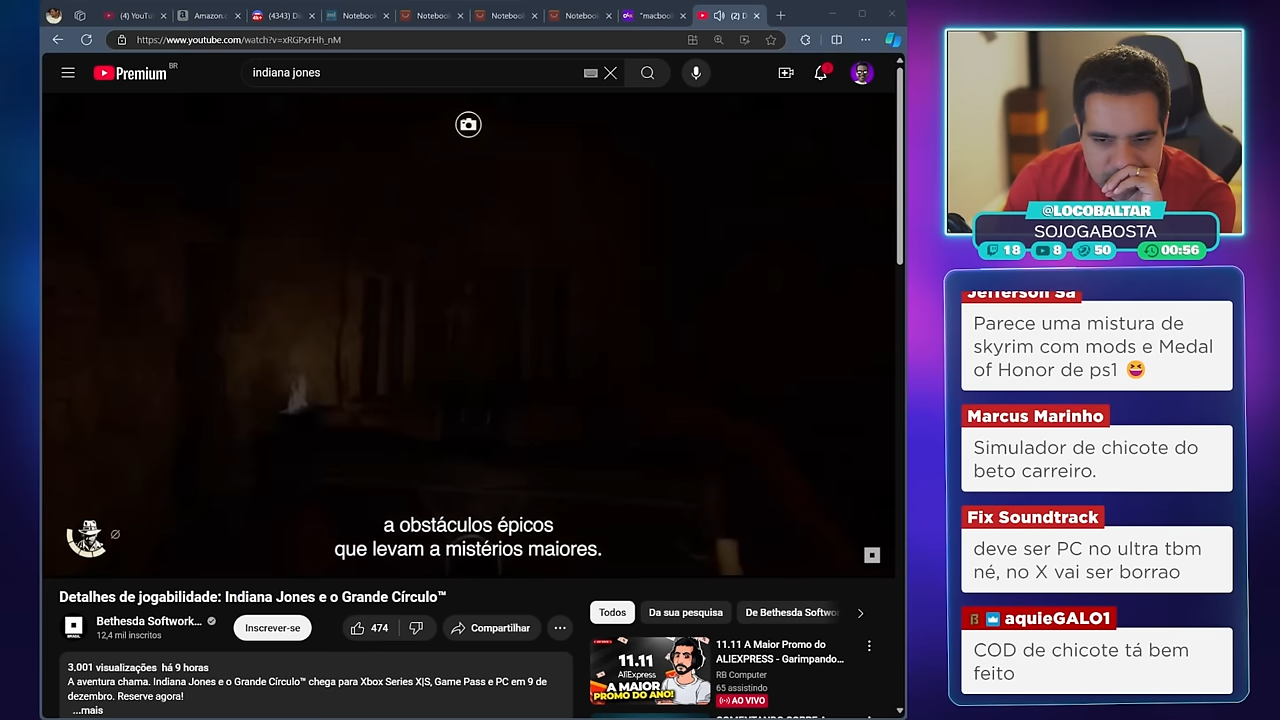 (4) YouTu
Amazon.c
(4343) Di
Notebook
Notebook
Notebook
Notebook
"macboo
(2) D
https://www.youtube.com/watch?v=xRGPxFHh_nM
Premium
BR
indiana jones
a obstáculos épicos
que levam a mistérios maiores.
Detalhes de jogabilidade: Indiana Jones e o Grande Círculo™
Bethesda Softwork...
12,4 mil inscritos
Inscrever-se
474
Compartilhar
3.001 visualizações há 9 horas
A aventura chama. Indiana Jones e o Grande Círculo™ chega para Xbox Series X|S, Game Pass e PC em 9 de
dezembro. Reserve agora!
...mais
Todos
Da sua pesquisa
De Bethesda Softwo
11.11
AliExpress
A MAIOR
PROMO DO ANO!
11.11 A Maior Promo do
ALIEXPRESS - Garimpando...
RB Computer
65 assistindo
AO VIVO
@LOCOBALTAR
SOJOGABOSTA
18
8
50
00:56
Jefferson Sa
Parece uma mistura de
skyrim com mods e Medal
of Honor de ps1 😆
Marcus Marinho
Simulador de chicote do
beto carreiro.
Fix Soundtrack
deve ser PC no ultra tbm
né, no X vai ser borrao
aquieGALO1
COD de chicote tá bem
feito